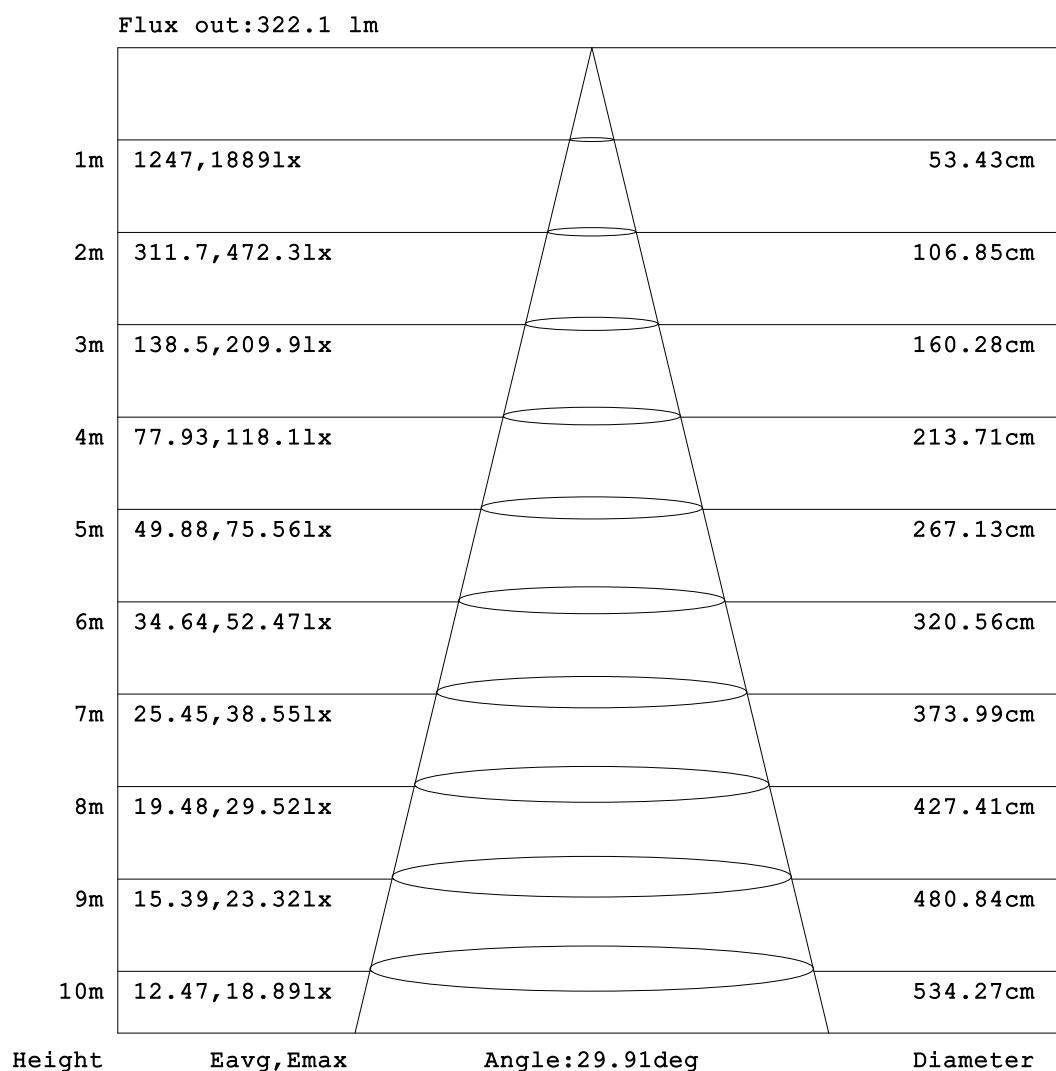 Flux out:322.1 lm
1m 1247,1889lx 53.43cm
2m 311.7,472.3lx 106.85cm
3m 138.5,209.9lx 160.28cm
4m 77.93,118.1lx 213.71cm
5m 49.88,75.56lx 267.13cm
6m 34.64,52.47lx 320.56cm
7m 25.45,38.55lx 373.99cm
8m 19.48,29.52lx 427.41cm
9m 15.39,23.32lx 480.84cm
10m 12.47,18.89lx 534.27cm
Height Eavg,Emax Angle:29.91deg Diameter